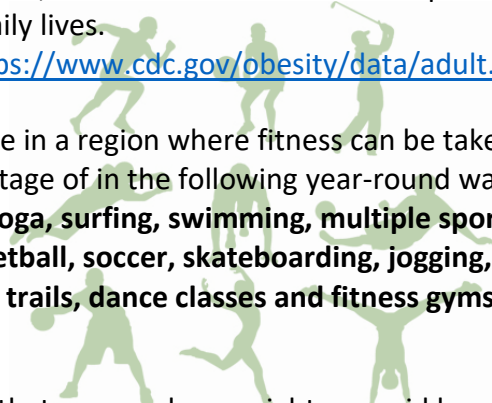 ily lives.
ps://www.cdc.gov/obesity/data/adult.
e in a region where fitness can be take
tage of in the following year-round wa
oga, surfing, swimming, multiple spor
etball, soccer, skateboarding, jogging,
trails, dance classes and fitness gyms